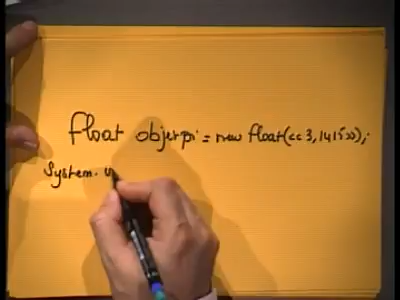 float objerpi = new float(<< 3,1415>>);
System.